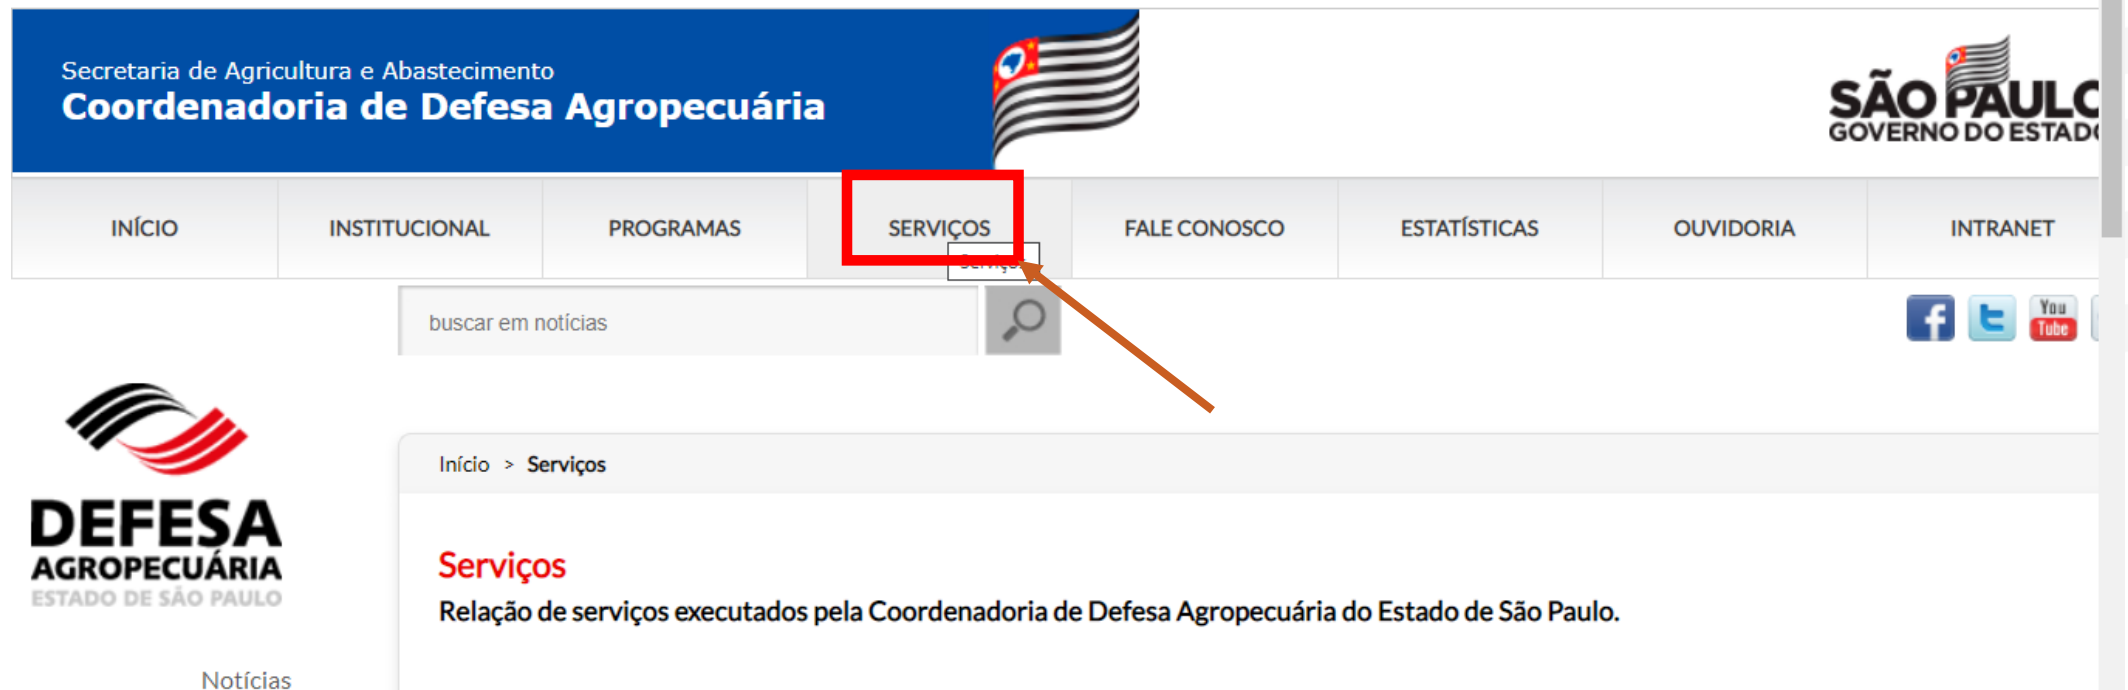 Secretaria de Agricultura e Abastecimento
Coordenadoria de Defesa Agropecuária
SÃO PAULO
GOVERNO DO ESTADO
INÍCIO INSTITUCIONAL PROGRAMAS SERVIÇOS FALE CONOSCO ESTATÍSTICAS OUVIDORIA INTRANET
Serviços
buscar em notícias
You
Tube
DEFESA
AGROPECUÁRIA
ESTADO DE SÃO PAULO
Início > Serviços
Serviços
Relação de serviços executados pela Coordenadoria de Defesa Agropecuária do Estado de São Paulo.
Notícias